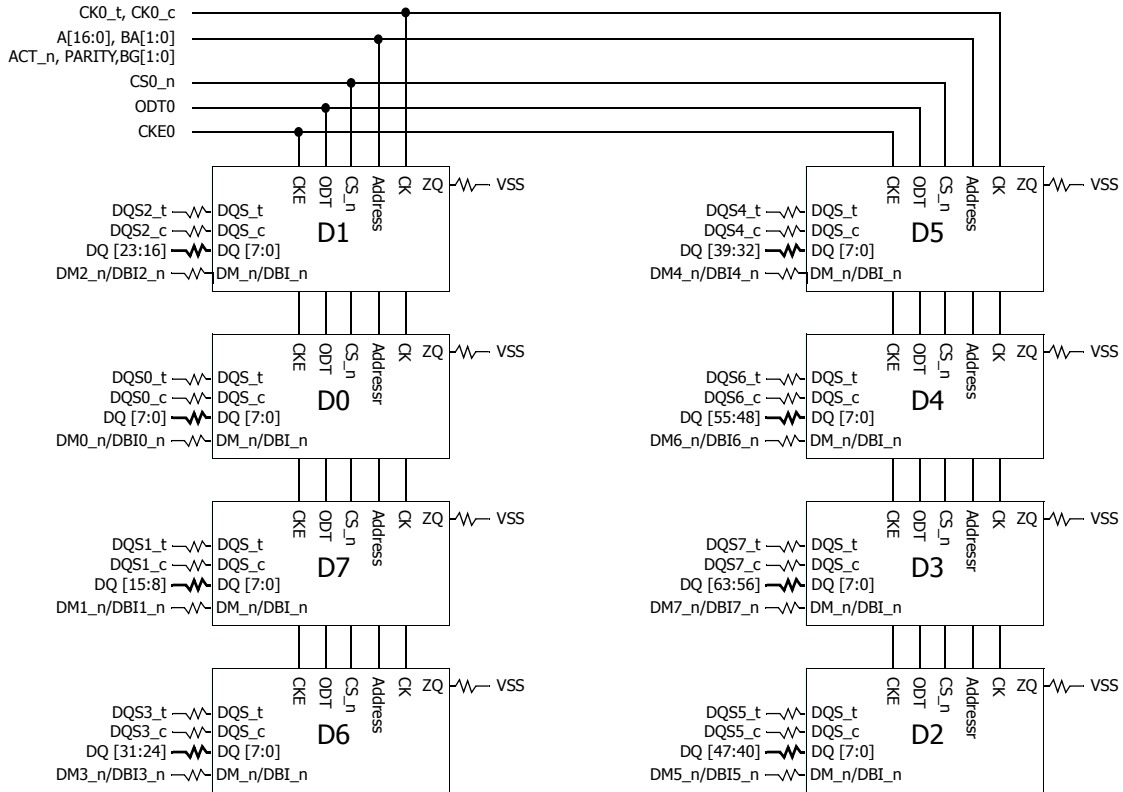 CK0_t, CK0_c
A[16:0], BA[1:0]
ACT_n, PARITY,BG[1:0]
CS0_n
ODT0
CKE0
CKE ODT CS_n Address CK ZQ VSS
DQS2_t DQS_t
DQS2_c DQS_c
D1
DQ [23:16] DQ [7:0]
DM2_n/DBI2_n DM_n/DBI_n
CKE ODT CS_n Address CK ZQ VSS
DQS4_t DQS_t
DQS4_c DQS_c
D5
DQ [39:32] DQ [7:0]
DM4_n/DBI4_n DM_n/DBI_n
CKE ODT CS_n Addressr CK ZQ VSS
DQS0_t DQS_t
DQS0_c DQS_c
D0
DQ [7:0] DQ [7:0]
DM0_n/DBI0_n DM_n/DBI_n
CKE ODT CS_n Address CK ZQ VSS
DQS6_t DQS_t
DQS6_c DQS_c
D4
DQ [55:48] DQ [7:0]
DM6_n/DBI6_n DM_n/DBI_n
CKE ODT CS_n Address CK ZQ VSS
DQS1_t DQS_t
DQS1_c DQS_c
D7
DQ [15:8] DQ [7:0]
DM1_n/DBI1_n DM_n/DBI_n
CKE ODT CS_n Addressr CK ZQ VSS
DQS7_t DQS_t
DQS7_c DQS_c
D3
DQ [63:56] DQ [7:0]
DM7_n/DBI7_n DM_n/DBI_n
CKE ODT CS_n Address CK ZQ VSS
DQS3_t DQS_t
DQS3_c DQS_c
D6
DQ [31:24] DQ [7:0]
DM3_n/DBI3_n DM_n/DBI_n
CKE ODT CS_n Addressr CK ZQ VSS
DQS5_t DQS_t
DQS5_c DQS_c
D2
DQ [47:40] DQ [7:0]
DM5_n/DBI5_n DM_n/DBI_n